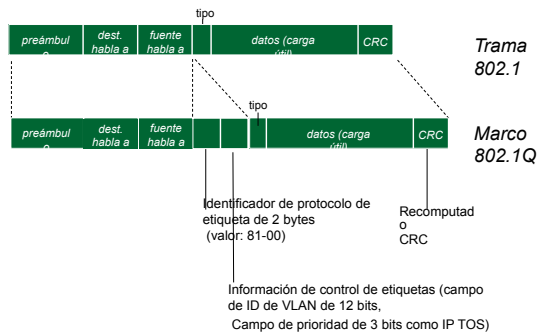 tipo
preámbul
o
dest.
habla a
fuente
habla a
datos (carga
útil)
CRC
Trama
802.1
tipo
preámbul
o
dest.
habla a
fuente
habla a
datos (carga
útil)
CRC
Marco
802.1Q
Identificador de protocolo de
etiqueta de 2 bytes
(valor: 81-00)
Recomputad
o
CRC
Información de control de etiquetas (campo
de ID de VLAN de 12 bits,
Campo de prioridad de 3 bits como IP TOS)